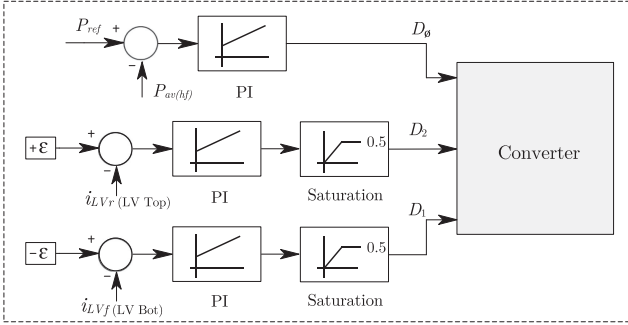 P_ref + D_ø
−
P_av(hf) PI
+ε + 0.5 D_2 Converter
−
i_LVr (LV Top) PI Saturation
−ε + 0.5 D_1
−
i_LVf (LV Bot) PI Saturation